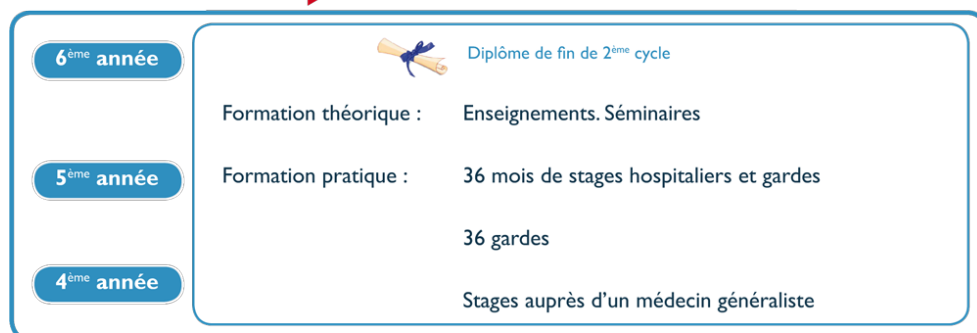 6ème année
Diplôme de fin de 2ème cycle
Formation théorique : Enseignements. Séminaires
5ème année
Formation pratique : 36 mois de stages hospitaliers et gardes
36 gardes
4ème année
Stages auprès d’un médecin généraliste